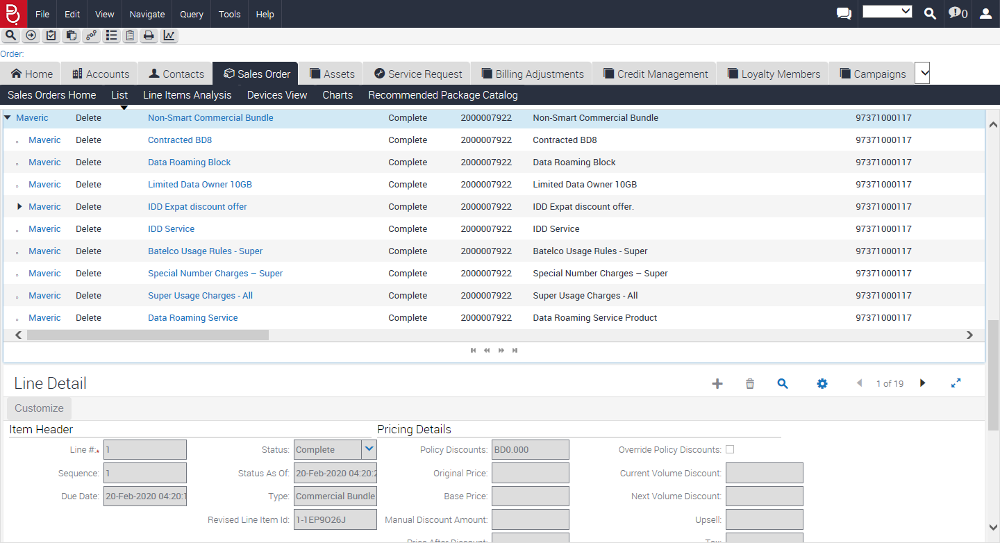 File Edit View Navigate Query Tools Help 0
Order:
Home Accounts Contacts Sales Order Assets Service Request Billing Adjustments Credit Management Loyalty Members Campaigns
Sales Orders Home List Line Items Analysis Devices View Charts Recommended Package Catalog
Maveric Delete Non-Smart Commercial Bundle Complete 2000007922 Non-Smart Commercial Bundle 97371000117
Maveric Delete Contracted BD8 Complete 2000007922 Contracted BD8 97371000117
Maveric Delete Data Roaming Block Complete 2000007922 Data Roaming Block 97371000117
Maveric Delete Limited Data Owner 10GB Complete 2000007922 Limited Data Owner 10GB 97371000117
Maveric Delete IDD Expat discount offer Complete 2000007922 IDD Expat discount offer. 97371000117
Maveric Delete IDD Service Complete 2000007922 IDD Service 97371000117
Maveric Delete Batelco Usage Rules - Super Complete 2000007922 Batelco Usage Rules - Super 97371000117
Maveric Delete Special Number Charges – Super Complete 2000007922 Special Number Charges – Super 97371000117
Maveric Delete Super Usage Charges - All Complete 2000007922 Super Usage Charges - All 97371000117
Maveric Delete Data Roaming Service Complete 2000007922 Data Roaming Service Product 97371000117
Line Detail 1 of 19
Customize
Item Header Pricing Details
Line #:* 1 Status: Complete Policy Discounts: BD0.000 Override Policy Discounts:
Sequence: 1 Status As Of: 20-Feb-2020 04:20:2 Original Price: Current Volume Discount:
Due Date: 20-Feb-2020 04:20:1 Type: Commercial Bundle Base Price: Next Volume Discount:
Revised Line Item Id: 1-1EP9O26J Manual Discount Amount: Upsell:
Price After Discount: Tax: